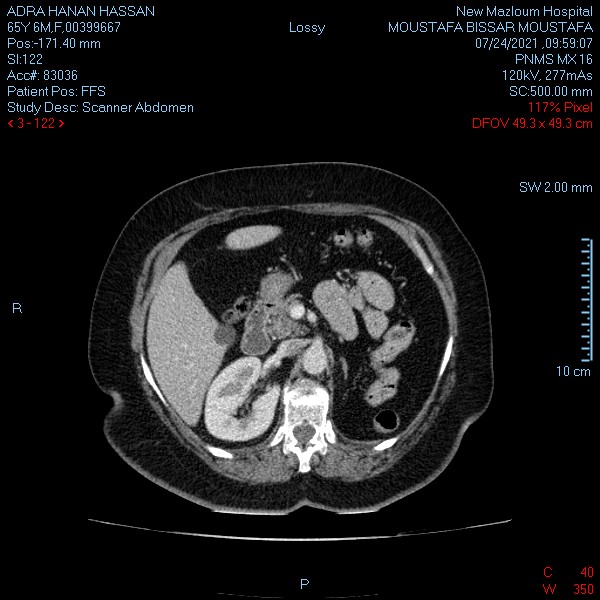 ADRA HANAN HASSAN
65Y 6M,F,00399667
Pos:-171.40 mm
SI:122
Acc#: 83036
Patient Pos: FFS
Study Desc: Scanner Abdomen
< 3 - 122 >
Lossy
New Mazloum Hospital
MOUSTAFA BISSAR MOUSTAFA
07/24/2021 ,09:59:07
PNMS MX 16
120kV, 277mAs
SC:500.00 mm
117% Pixel
DFOV 49.3 x 49.3 cm
SW 2.00 mm
R
10 cm
P
C 40
W 350